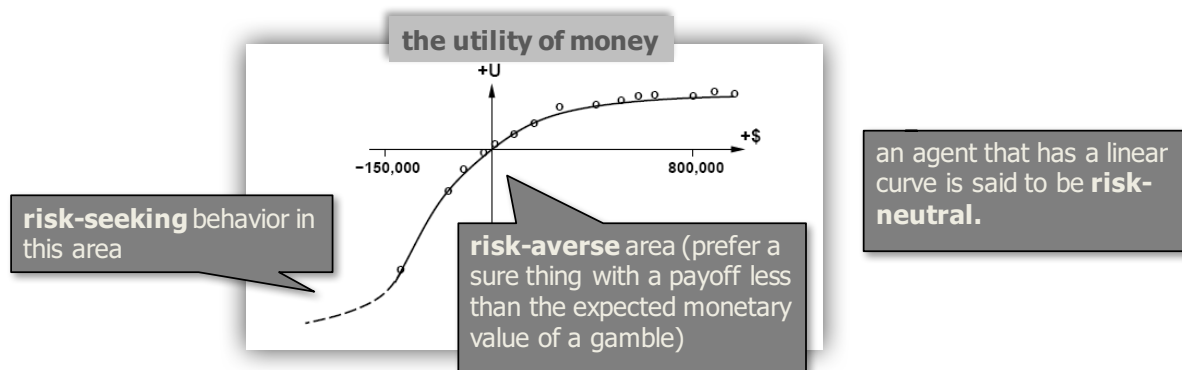 the utility of money
+U
+$
−150,000
800,000
an agent that has a linear
curve is said to be risk-
neutral.
risk-seeking behavior in
this area
risk-averse area (prefer a
sure thing with a payoff less
than the expected monetary
value of a gamble)